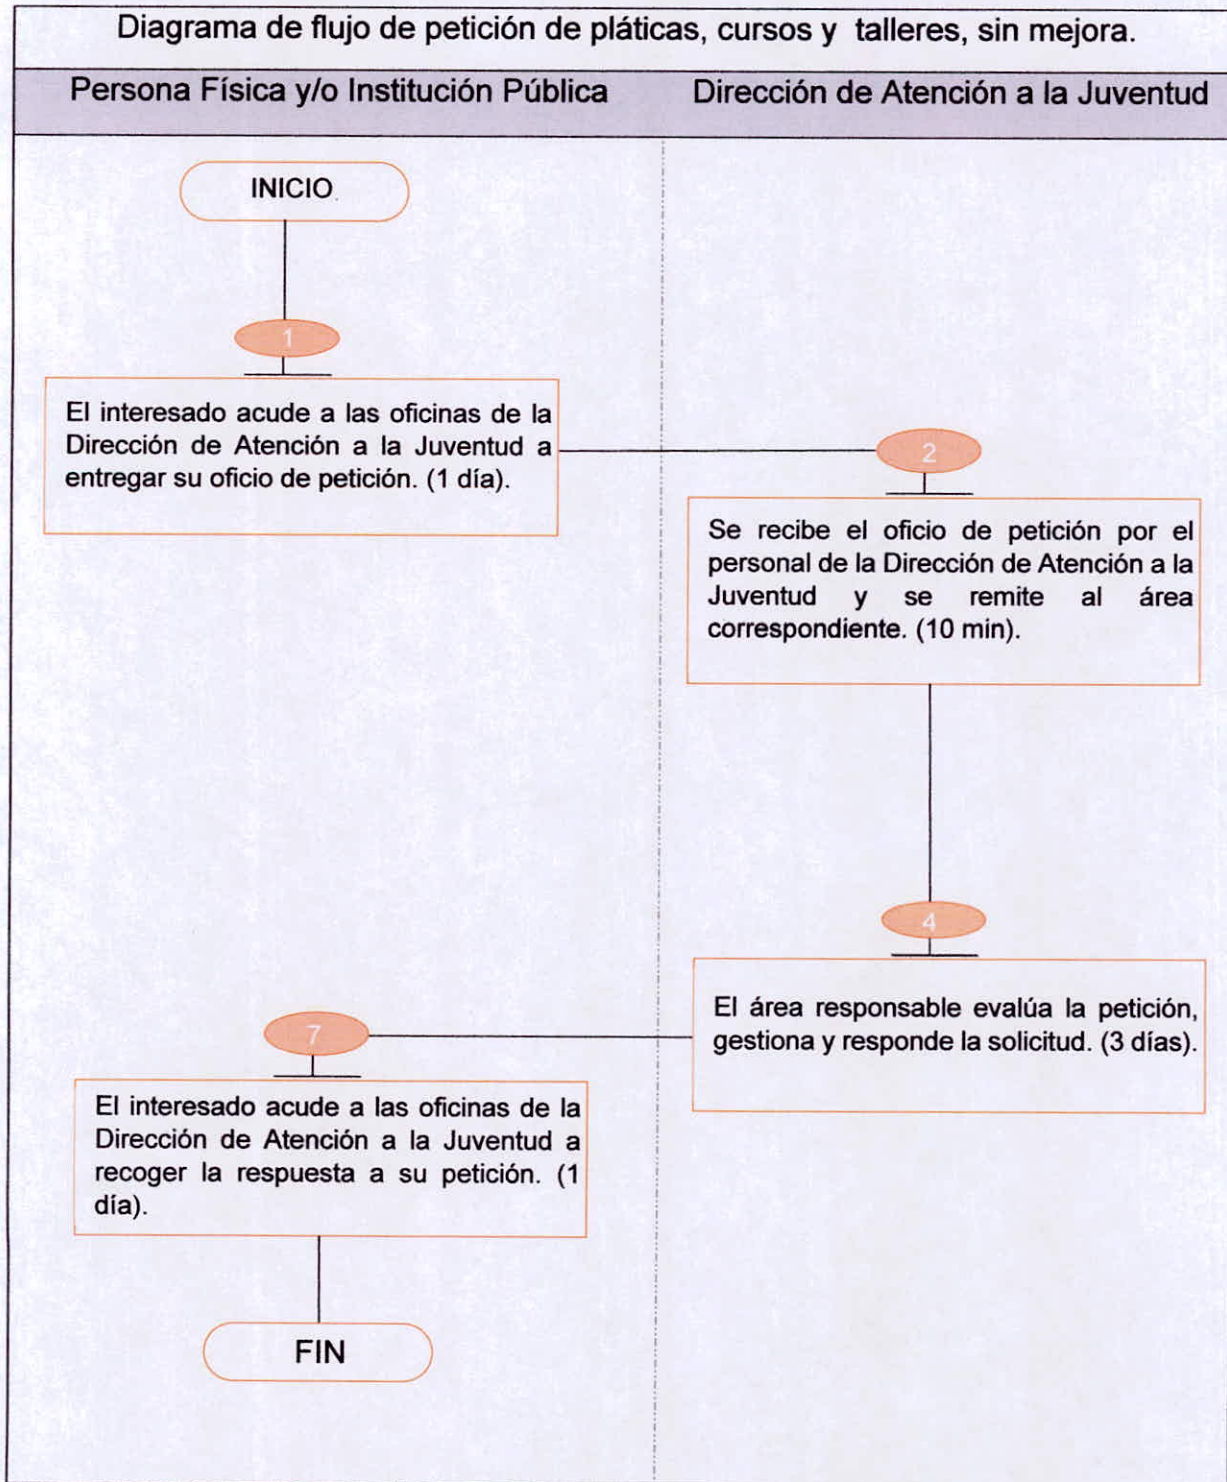 Diagrama de flujo de petición de pláticas, cursos y talleres, sin mejora.
Persona Física y/o Institución Pública
Dirección de Atención a la Juventud
INICIO
1
El interesado acude a las oficinas de la
Dirección de Atención a la Juventud a
entregar su oficio de petición. (1 día).
2
Se recibe el oficio de petición por el
personal de la Dirección de Atención a la
Juventud y se remite al área
correspondiente. (10 min).
4
El área responsable evalúa la petición,
gestiona y responde la solicitud. (3 días).
7
El interesado acude a las oficinas de la
Dirección de Atención a la Juventud a
recoger la respuesta a su petición. (1
día).
FIN